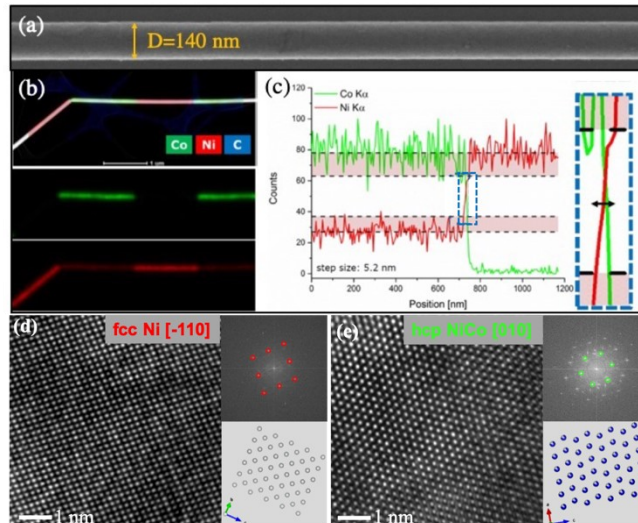 (a)
D=140 nm
(b)
Co Ni C
1 µm
(c)
Co Kα
Ni Kα
Counts
100
80
60
40
20
0
step size: 5.2 nm
0 200 400 600 800 1000
Position [nm]
(d)
fcc Ni [-110]
1 nm
(e)
hcp NiCo [010]
1 nm